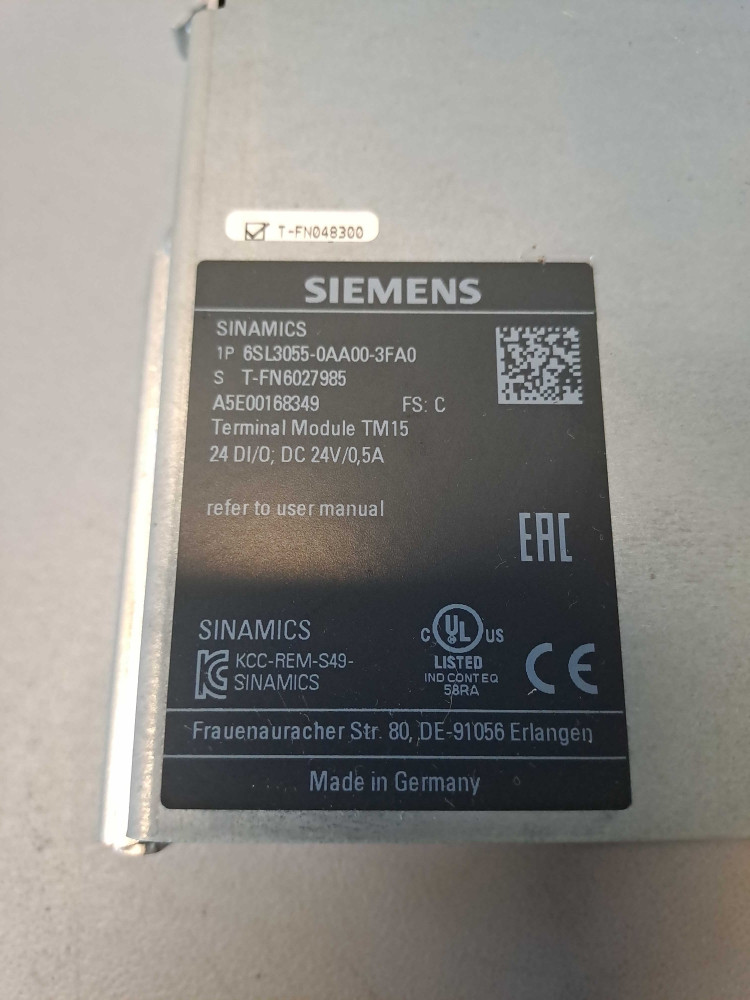 T-FN048300
SIEMENS
SINAMICS
1P 6SL3055-0AA00-3FA0
S T-FN6027985
A5E00168349 FS: C
Terminal Module TM15
24 DI/O; DC 24V/0,5A
refer to user manual
EAC
SINAMICS
KCC-REM-S49-
SINAMICS
C UL US
LISTED
IND CONT EQ
58RA
CE
Frauenauracher Str. 80, DE-91056 Erlangen
Made in Germany